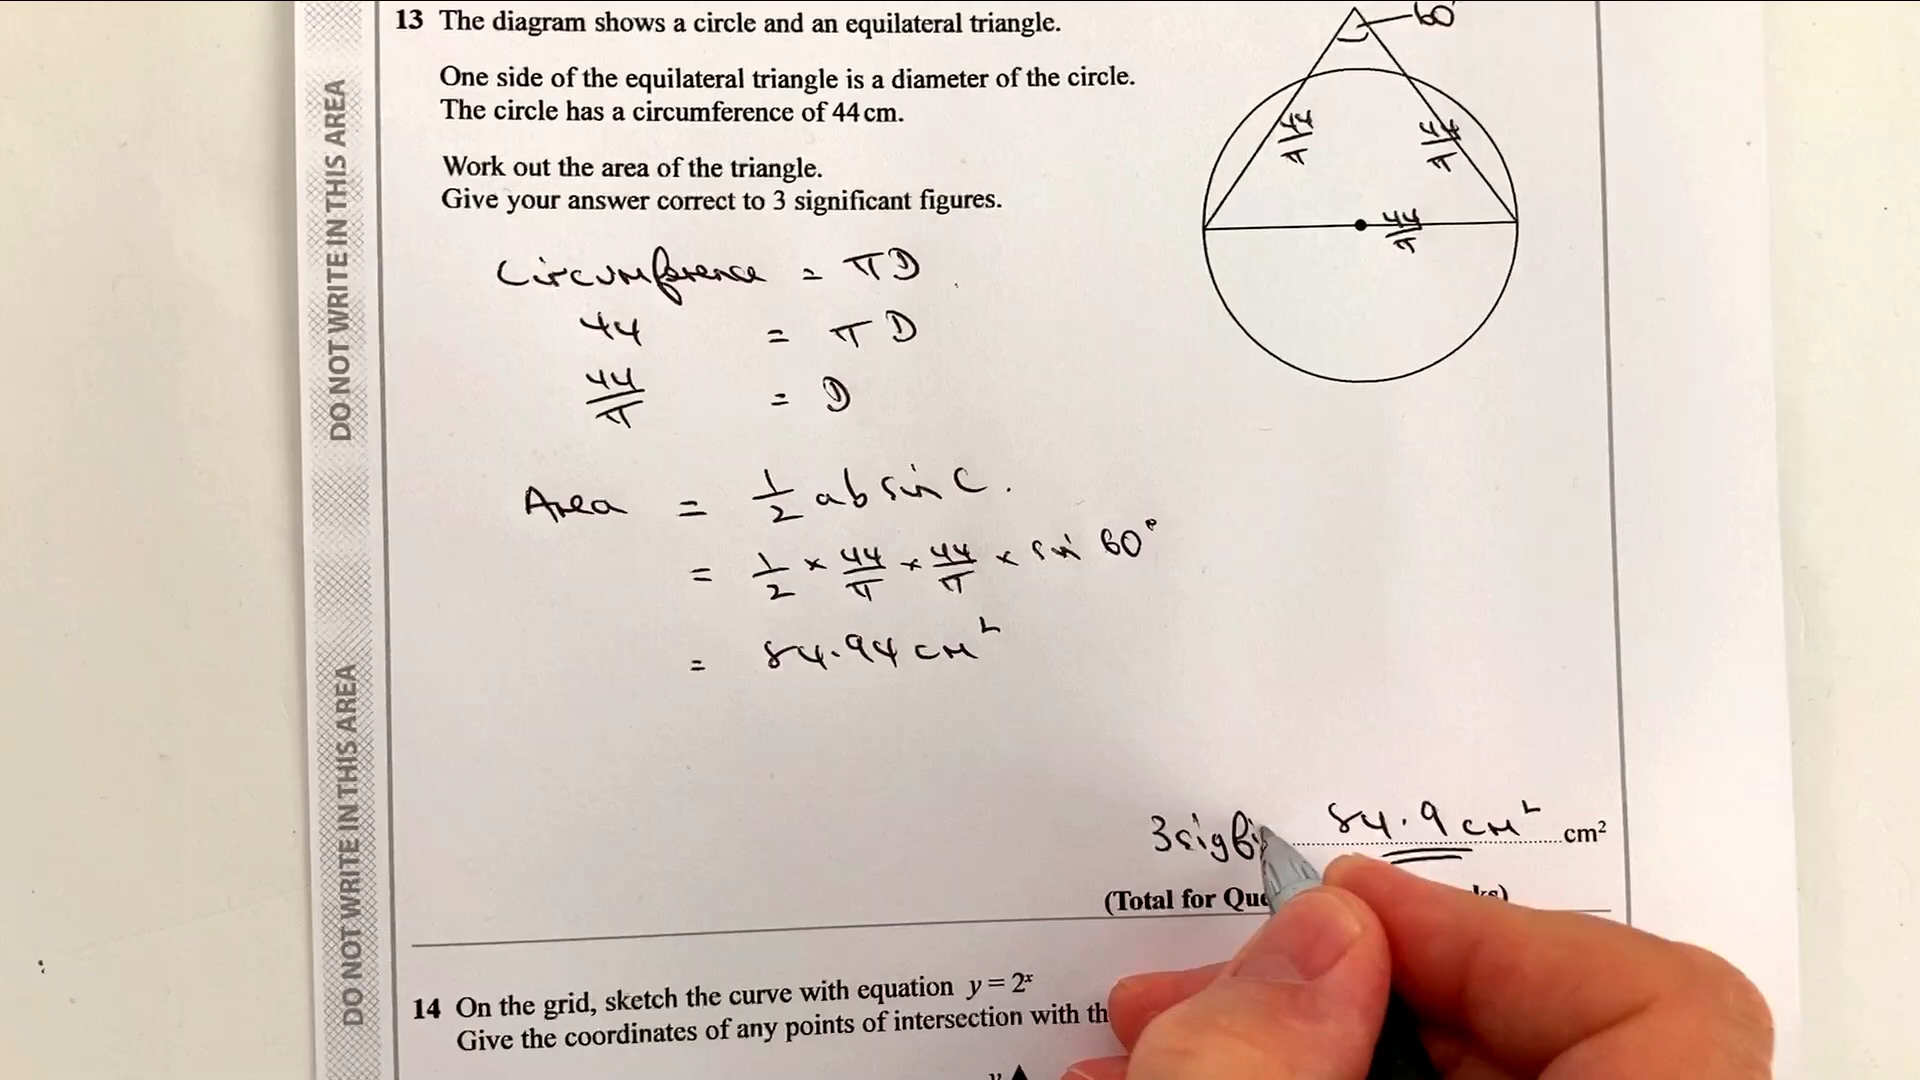 13 The diagram shows a circle and an equilateral triangle.
One side of the equilateral triangle is a diameter of the circle.
The circle has a circumference of 44 cm.
Work out the area of the triangle.
Give your answer correct to 3 significant figures.
60°
44/π
44/π
44/π
Circumference = πD
44 = πD
44/π = D
Area = 1/2 ab sin C.
= 1/2 × 44/π × 44/π × sin 60°
= 84.94 cm²
3 sig fi 84.9 cm² cm²
(Total for Que
14 On the grid, sketch the curve with equation y = 2ˣ
Give the coordinates of any points of intersection with th
y
DO NOT WRITE IN THIS AREA
DO NOT WRITE IN THIS AREA